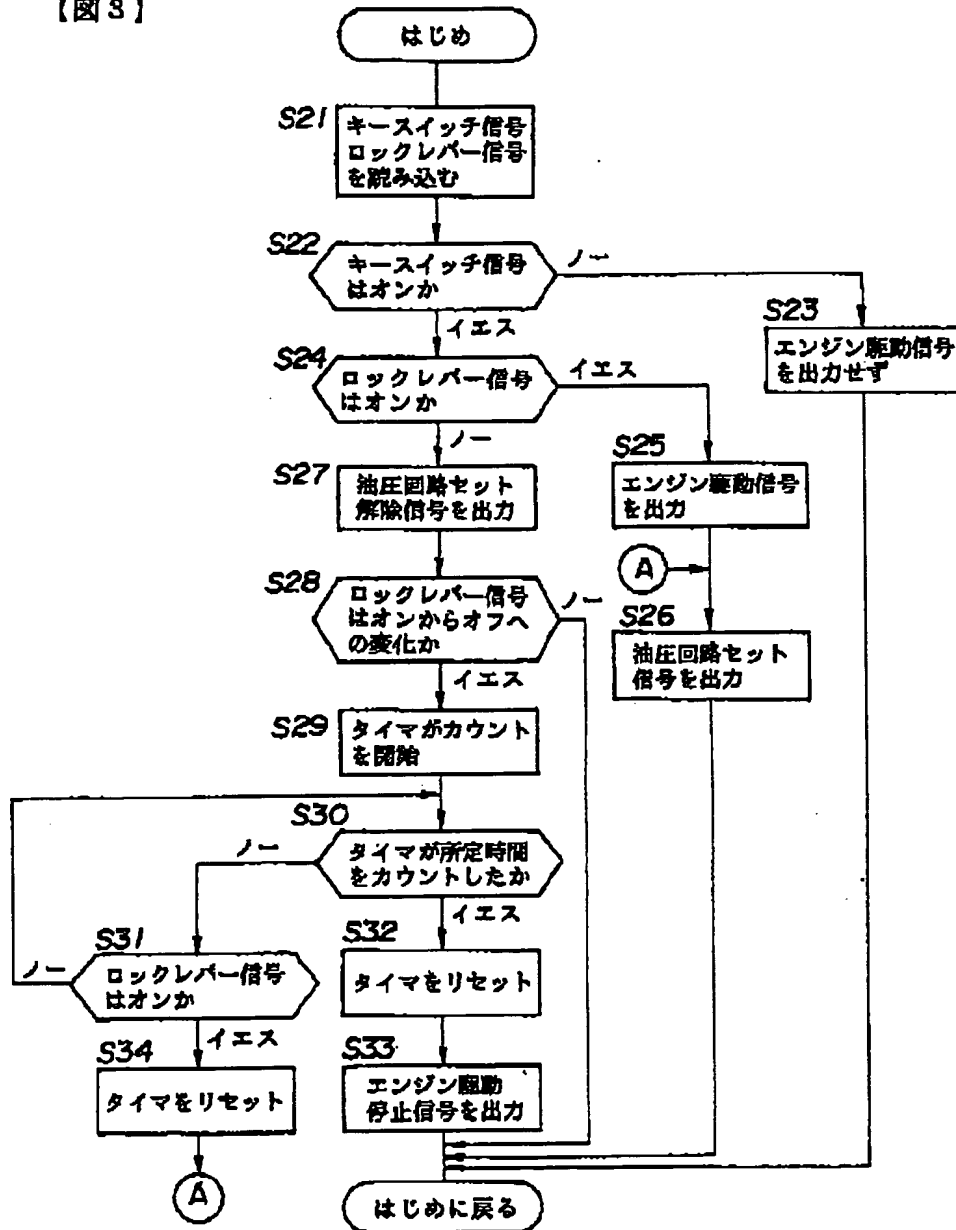 【図3】
はじめ
S21
キースイッチ信号
ロックレバー信号
を読み込む
S22
キースイッチ信号
はオンか
ノー
イエス
S23
エンジン駆動信号
を出力せず
S24
ロックレバー信号
はオンか
イエス
ノー
S25
エンジン駆動信号
を出力
A
S26
油圧回路セット
信号を出力
S27
油圧回路セット
解除信号を出力
S28
ロックレバー信号
はオンからオフへ
の変化か
ノー
イエス
S29
タイマがカウント
を開始
S30
タイマが所定時間
をカウントしたか
ノー
イエス
S31
ロックレバー信号
はオンか
ノー
イエス
S32
タイマをリセット
S33
エンジン駆動
停止信号を出力
S34
タイマをリセット
A
はじめに戻る